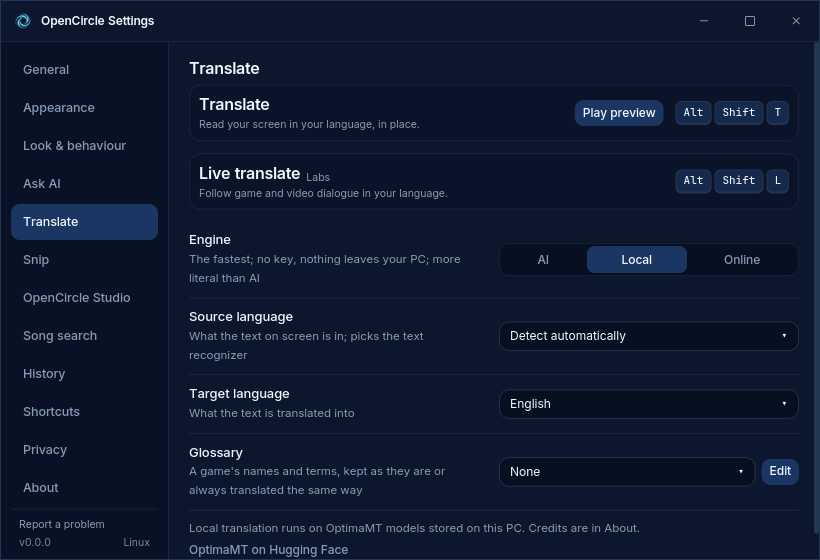 OpenCircle Settings
General
Appearance
Look & behaviour
Ask AI
Translate
Snip
OpenCircle Studio
Song search
History
Shortcuts
Privacy
About
Report a problem
v0.0.0 Linux
Translate
Translate
Read your screen in your language, in place.
Play preview Alt Shift T
Live translate Labs
Follow game and video dialogue in your language.
Alt Shift L
Engine
The fastest; no key, nothing leaves your PC; more
literal than AI
AI Local Online
Source language
What the text on screen is in; picks the text
recognizer
Detect automatically
Target language
What the text is translated into
English
Glossary
A game's names and terms, kept as they are or
always translated the same way
None Edit
Local translation runs on OptimaMT models stored on this PC. Credits are in About.
OptimaMT on Hugging Face